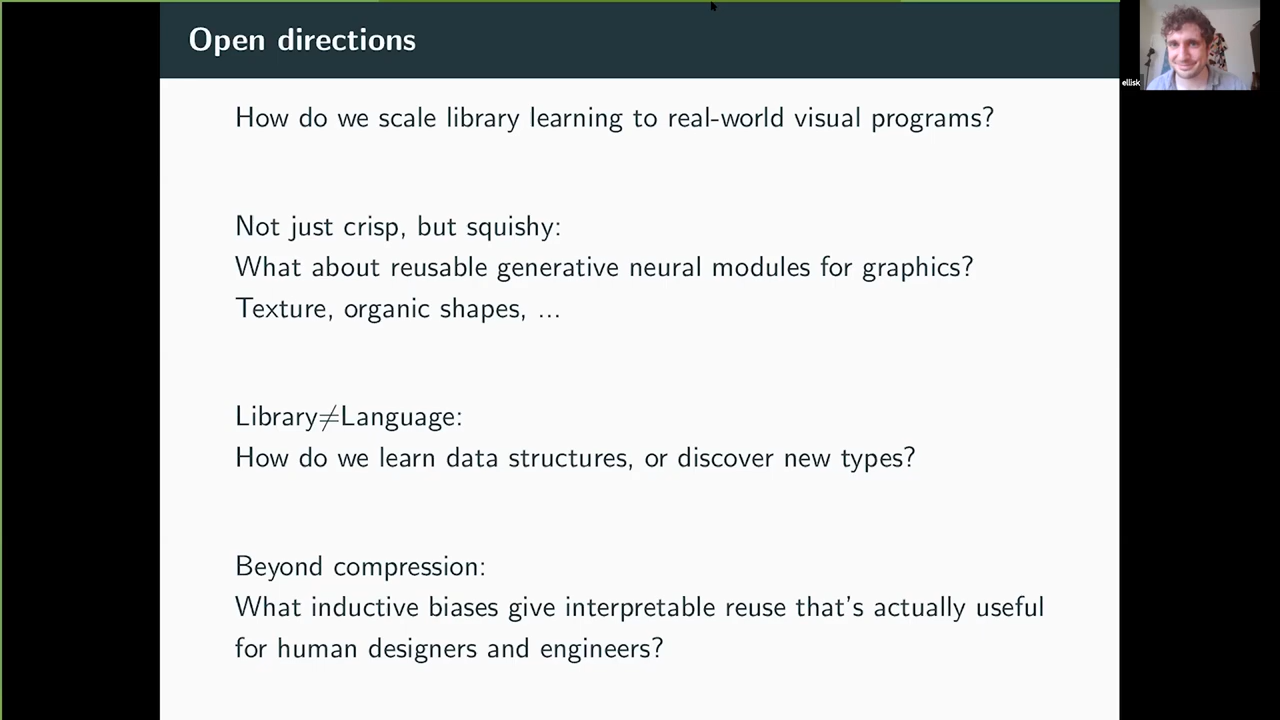 Open directions
ellisk
How do we scale library learning to real-world visual programs?
Not just crisp, but squishy:
What about reusable generative neural modules for graphics?
Texture, organic shapes, ...
Library≠Language:
How do we learn data structures, or discover new types?
Beyond compression:
What inductive biases give interpretable reuse that's actually useful
for human designers and engineers?